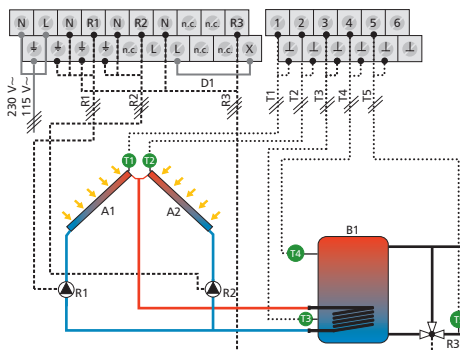 N L N R1 N R2 N n.c. n.c. R3
n.c. L L n.c. n.c. X
1 2 3 4 5 6
D1
230 V~
115 V~
R1
R2
R3
T1
T2
T3
T4
T5
T1 T2
A1 A2
B1
T4
R1 R2
T3
T
R3